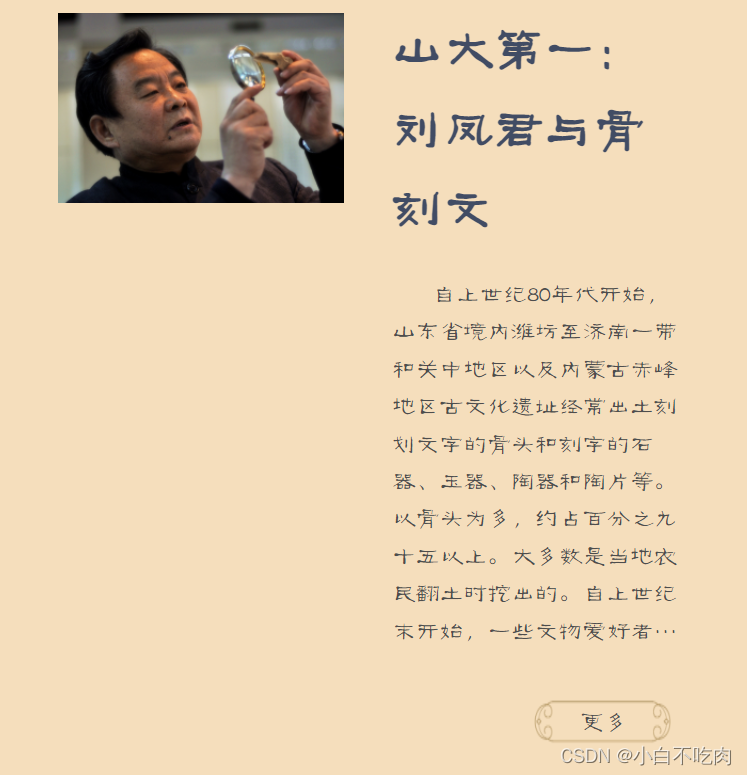 山大第一：
刘凤君与骨
刻文
自上世纪80年代开始，
山东省境内潍坊至济南一带
和关中地区以及内蒙古赤峰
地区古文化遗址经常出土刻
划文字的骨头和刻字的石
器、玉器、陶器和陶片等。
以骨头为多，约占百分之九
十五以上。大多数是当地农
民翻土时挖出的。自上世纪
末开始，一些文物爱好者…
更多
CSDN @小白不吃肉